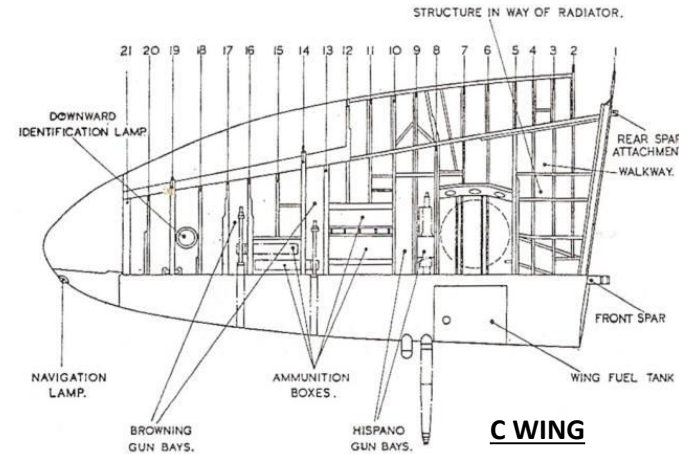 STRUCTURE IN WAY OF RADIATOR.
21 20 19 18 17 16 15 14 13 12 11 10 9 8 7 6 5 4 3 2 1
DOWNWARD
IDENTIFICATION LAMP.
REAR SPAR
ATTACHMENT
WALKWAY.
FRONT SPAR
NAVIGATION
LAMP.
AMMUNITION
BOXES.
WING FUEL TANK
BROWNING
GUN BAYS.
HISPANO
GUN BAYS.
C WING